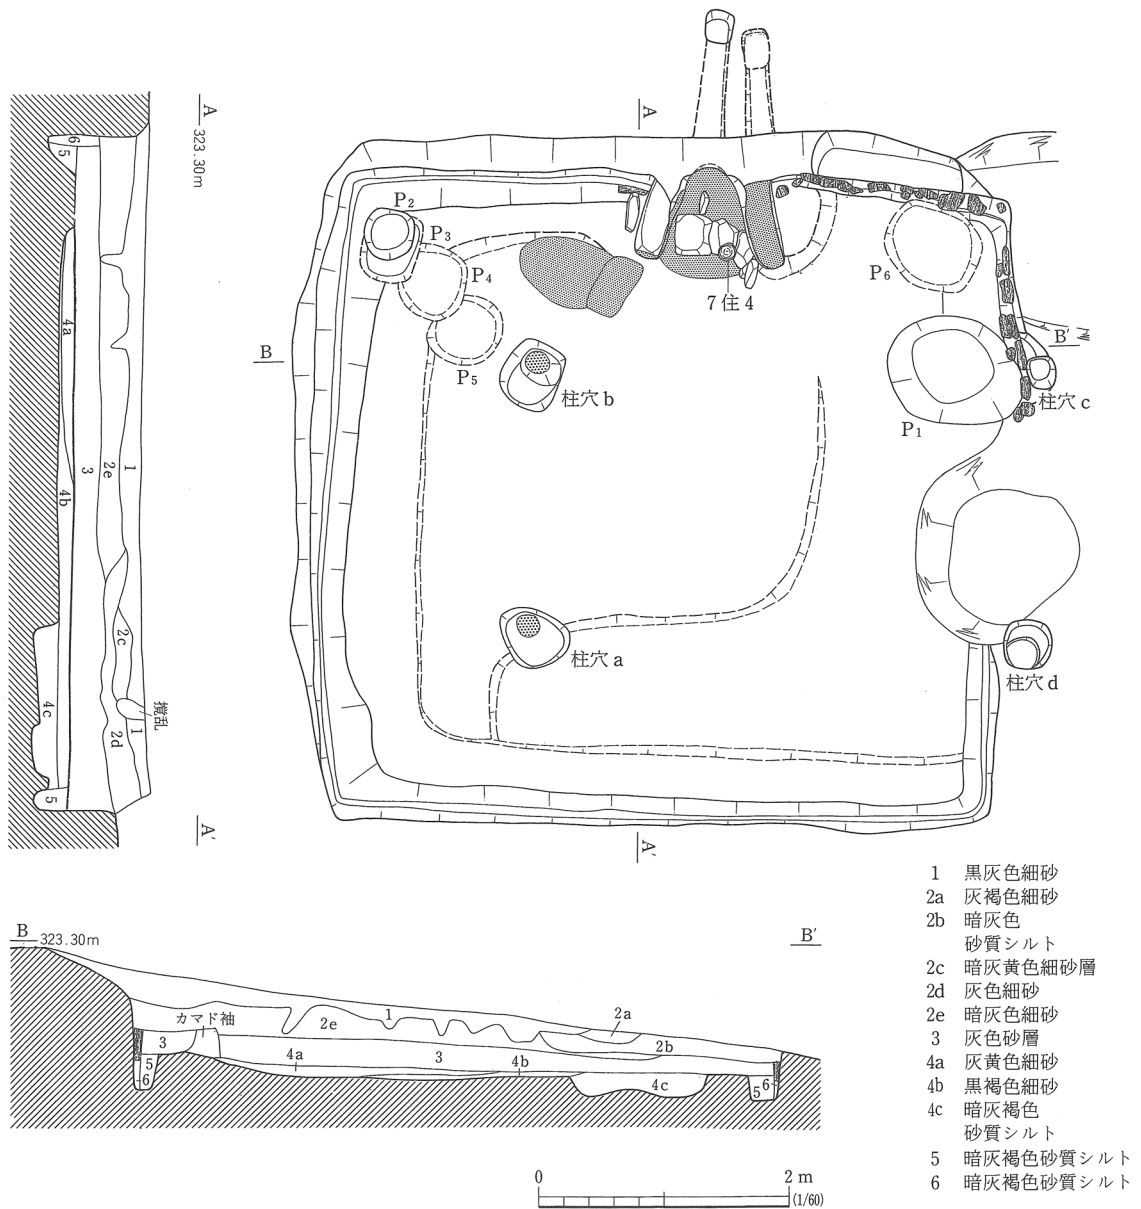 A
323.30m
6
5
4a
3
2e
1
4b
2c
4c
2d
1
撹乱
5
A'
A
P2
P3
P4
P5
P6
7住4
B
B'
柱穴b
柱穴c
P1
柱穴a
柱穴d
A'
B
323.30m
B'
カマド袖
1
2a
2e
2b
3
4a
3
4b
4c
5
6
5
6
1 黒灰色細砂
2a 灰褐色細砂
2b 暗灰色
砂質シルト
2c 暗灰黄色細砂層
2d 灰色細砂
2e 暗灰色細砂
3 灰色砂層
4a 灰黄色細砂
4b 黒褐色細砂
4c 暗灰褐色
砂質シルト
5 暗灰褐色砂質シルト
6 暗灰褐色砂質シルト
0 2m
(1/60)